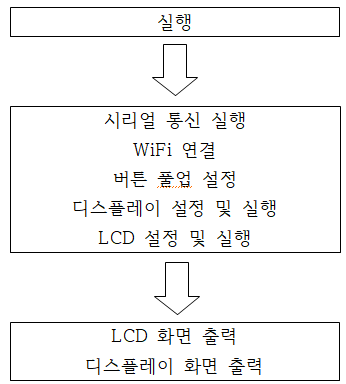 실행
시리얼 통신 실행
WiFi 연결
버튼 풀업 설정
디스플레이 설정 및 실행
LCD 설정 및 실행
LCD 화면 출력
디스플레이 화면 출력